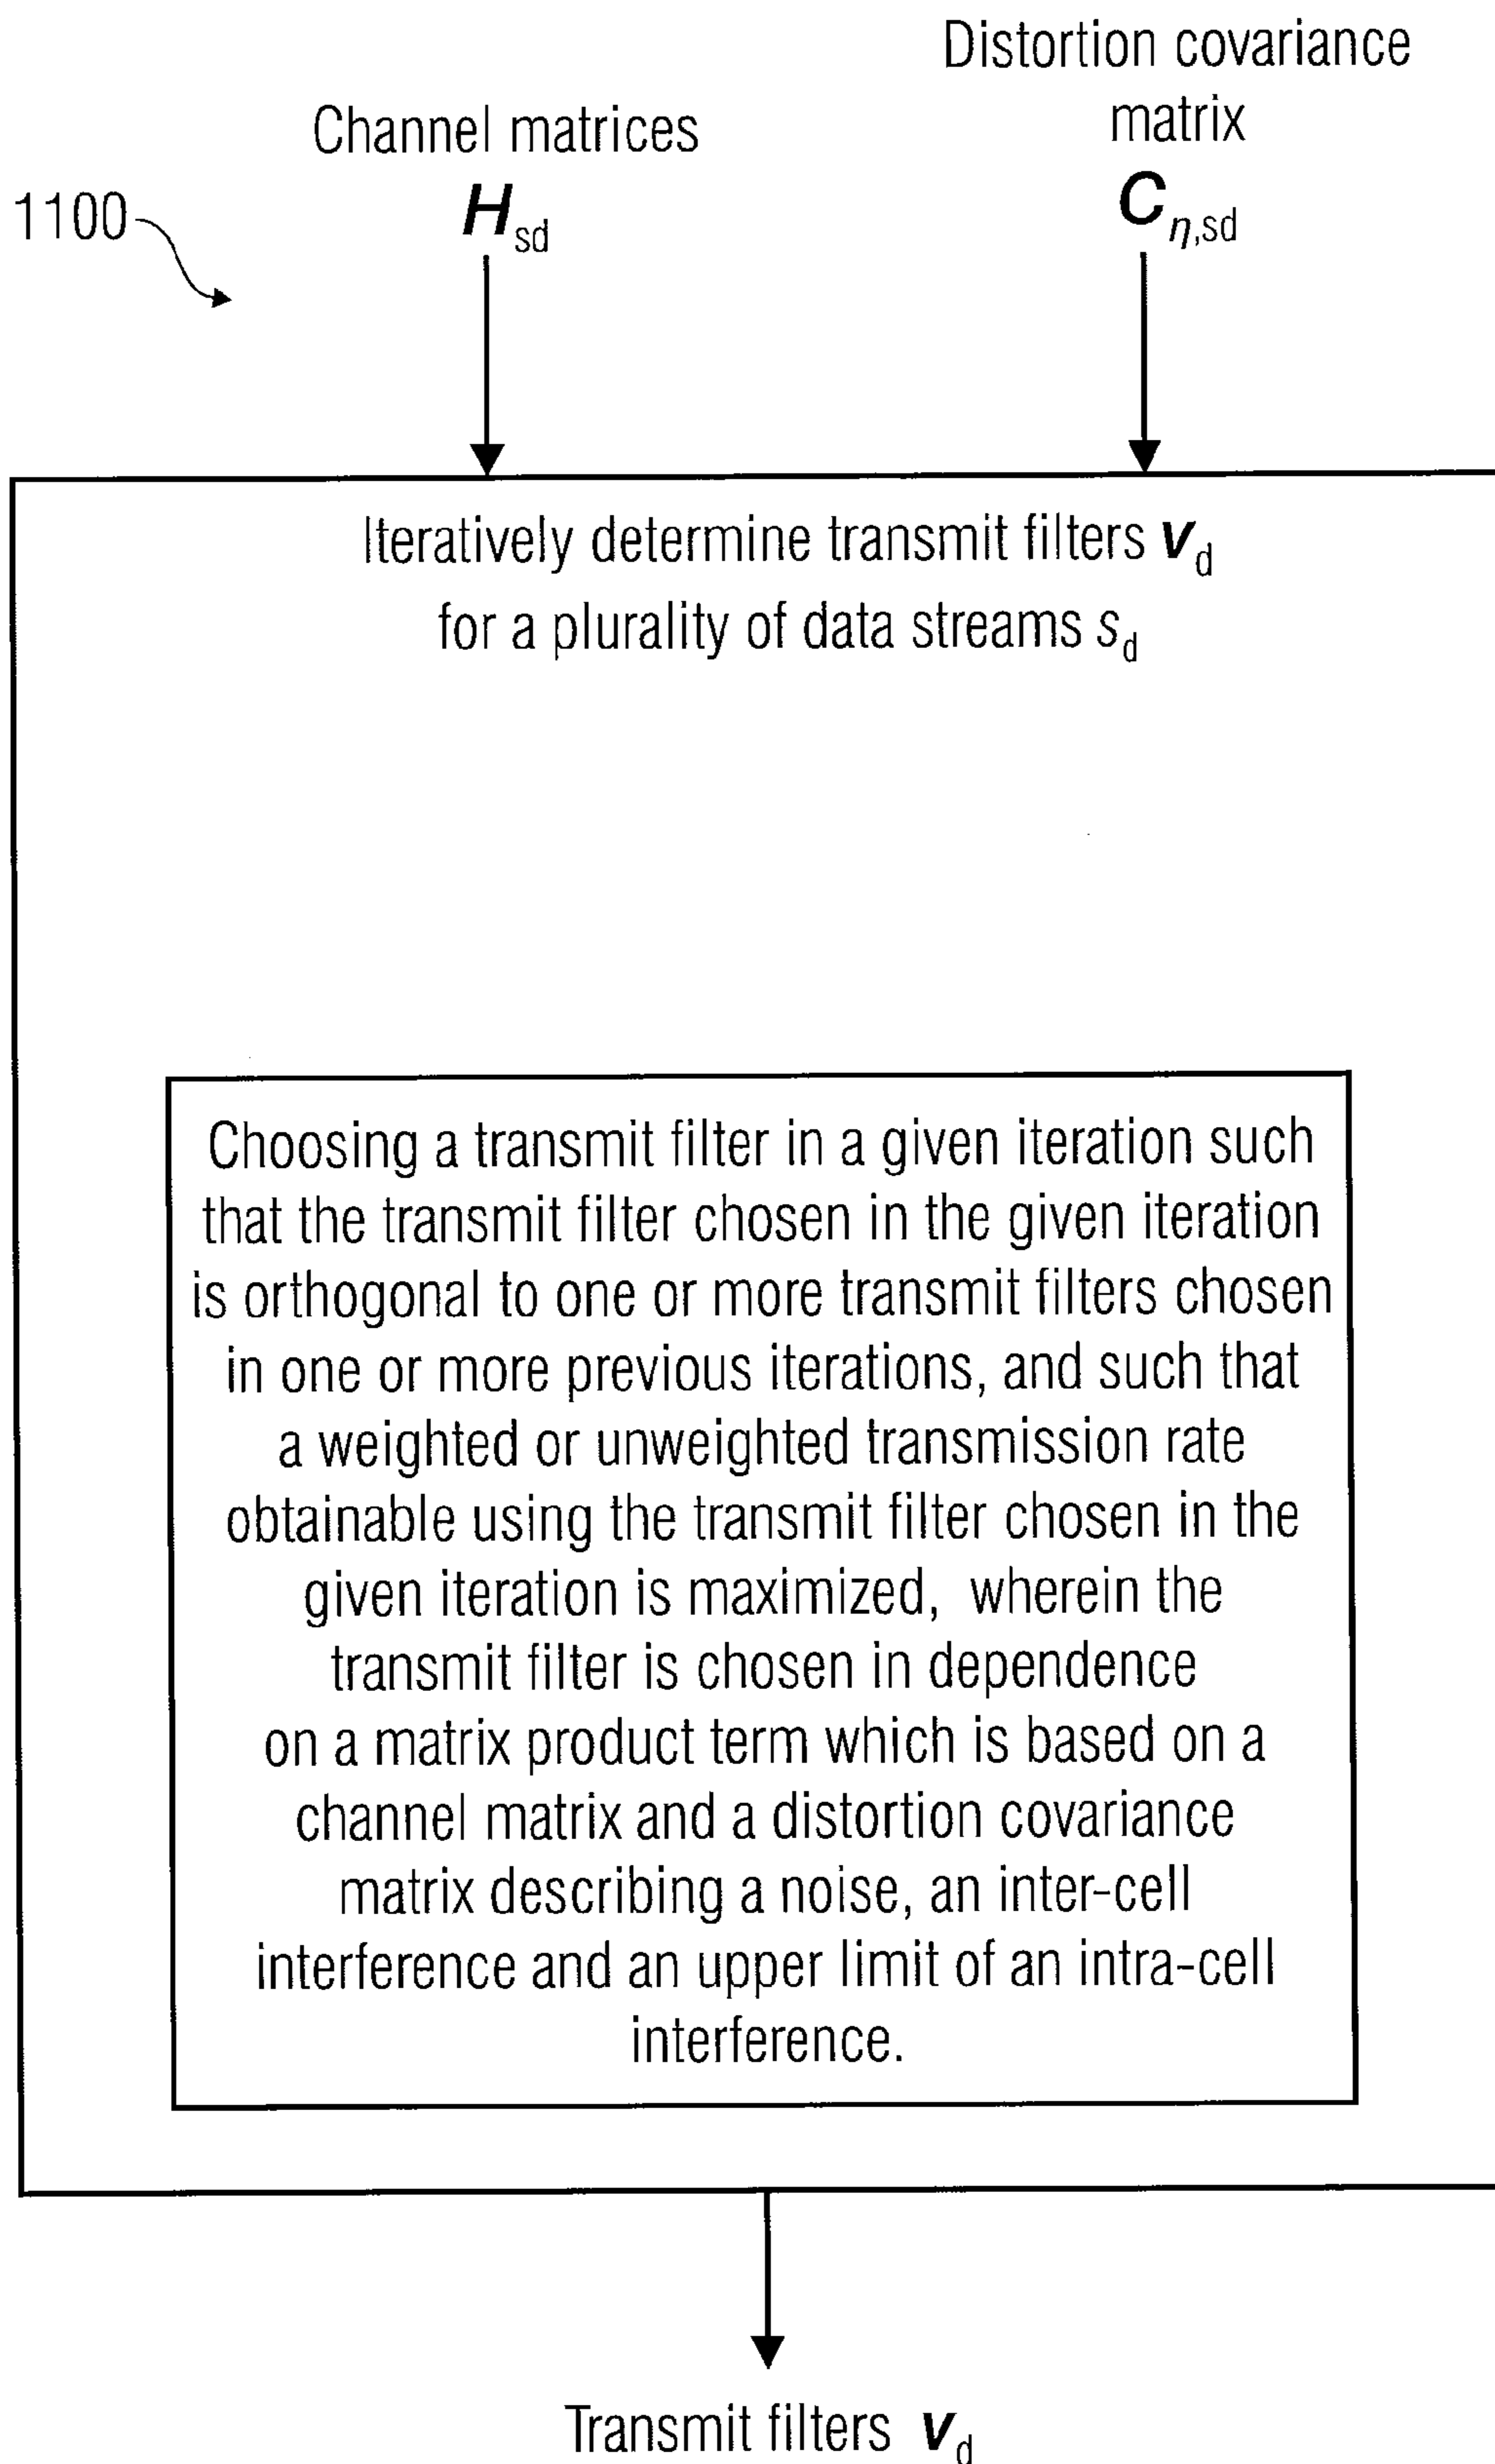 Distortion covariance
matrix
C η,sd
Channel matrices
H sd
1100
Iteratively determine transmit filters v d
for a plurality of data streams s d
Choosing a transmit filter in a given iteration such
that the transmit filter chosen in the given iteration
is orthogonal to one or more transmit filters chosen
in one or more previous iterations, and such that
a weighted or unweighted transmission rate
obtainable using the transmit filter chosen in the
given iteration is maximized, wherein the
transmit filter is chosen in dependence
on a matrix product term which is based on a
channel matrix and a distortion covariance
matrix describing a noise, an inter-cell
interference and an upper limit of an intra-cell
interference.
Transmit filters v d